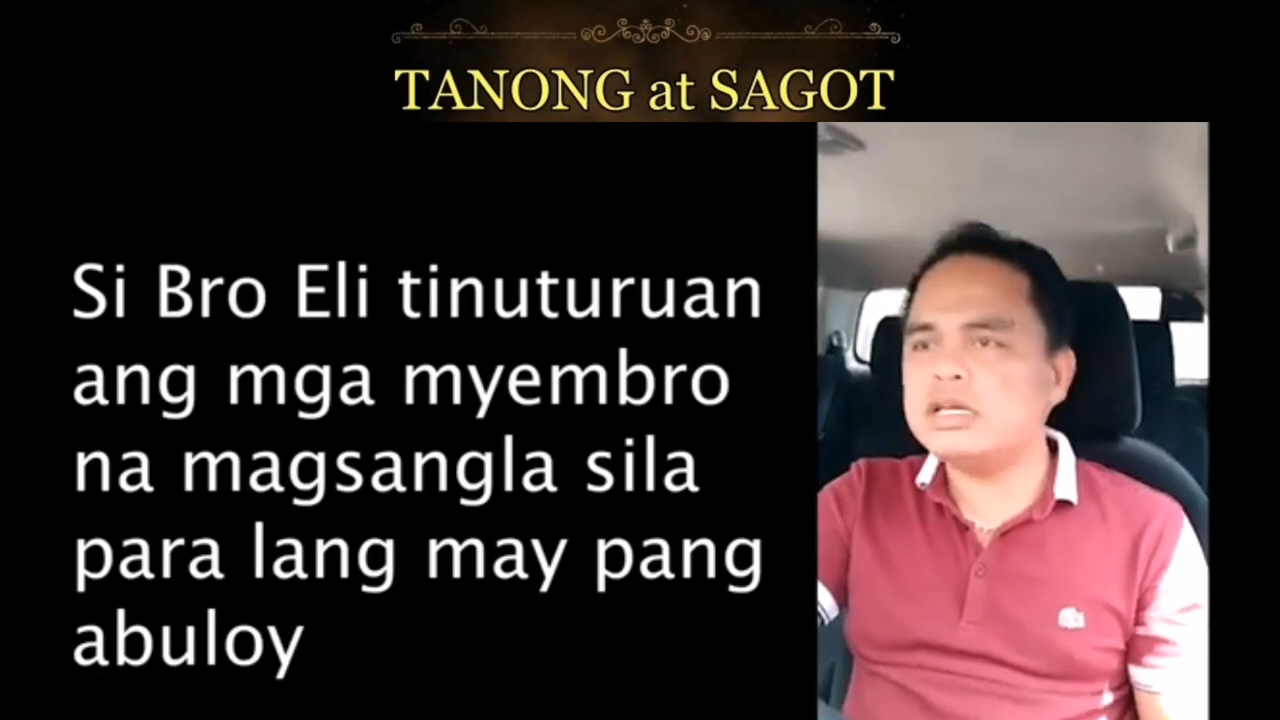 TANONG at SAGOT
Si Bro Eli tinuturuan
ang mga myembro
na magsangla sila
para lang may pang
abuloy